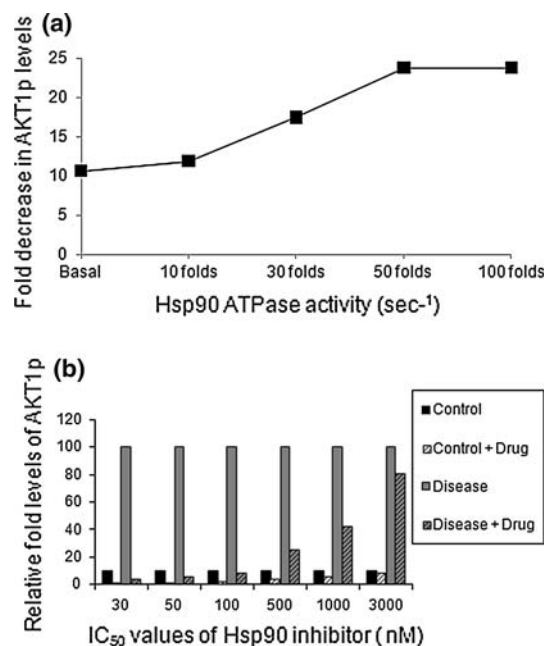 (a)
Fold decrease in AKT1p levels
25
20
15
10
5
0
Basal 10 folds 30 folds 50 folds 100 folds
Hsp90 ATPase activity (sec-1)
(b)
Relative fold levels of AKT1p
120
100
80
60
40
20
0
30 50 100 500 1000 3000
IC50 values of Hsp90 inhibitor (nM)
Control
Control + Drug
Disease
Disease + Drug